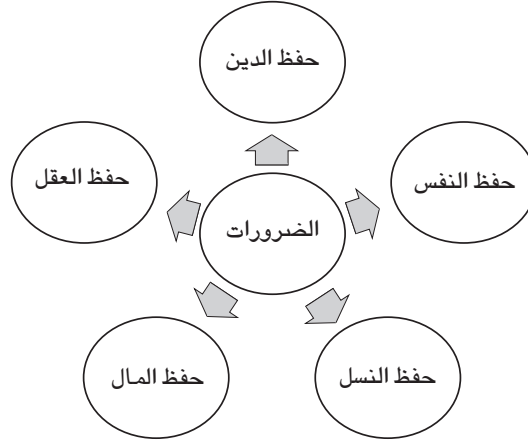 حفظ الدين
حفظ النفس
حفظ العقل
الضرورات
حفظ النسل
حفظ المال